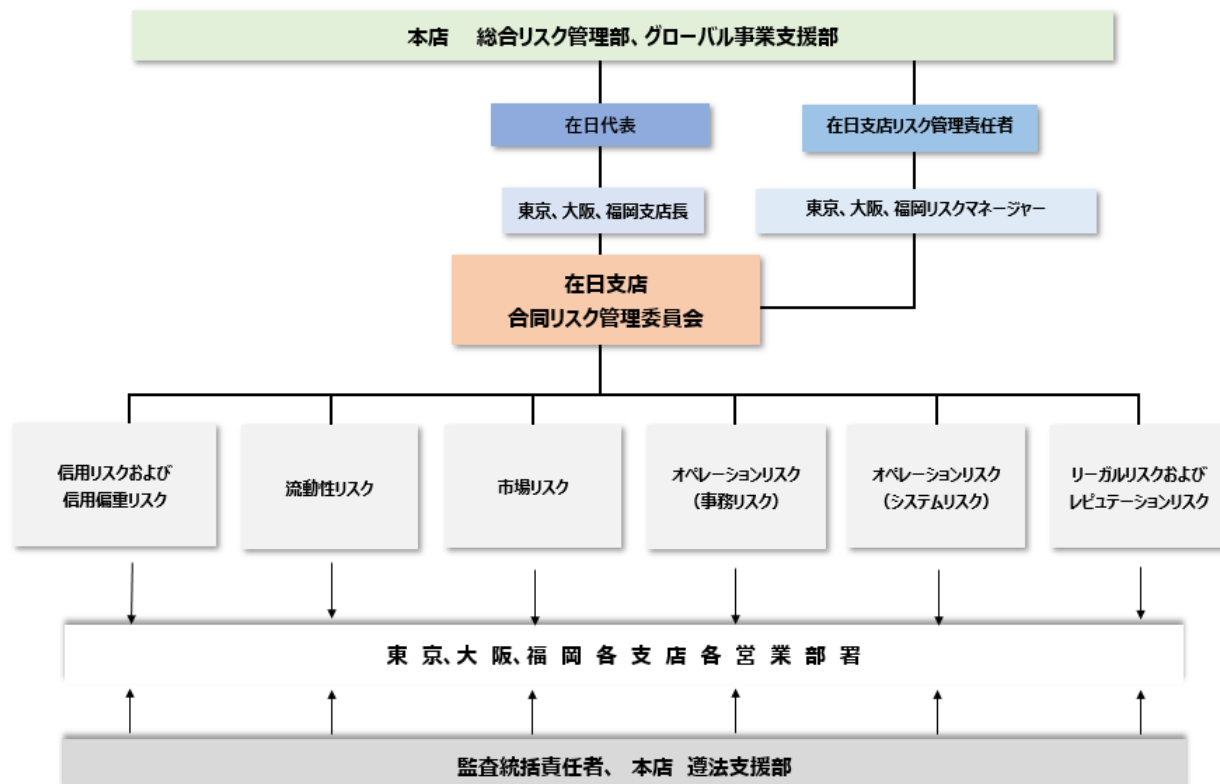 本店 総合リスク管理部、グローバル事業支援部
在日代表
在日支店リスク管理責任者
東京、大阪、福岡支店長
東京、大阪、福岡リスクマネージャー
在日支店
合同リスク管理委員会
信用リスクおよび
信用偏重リスク
流動性リスク
市場リスク
オペレーションリスク
(事務リスク)
オペレーションリスク
(システムリスク)
リーガルリスクおよび
レピュテーションリスク
東 京、大 阪、福 岡 各 支 店 各 営 業 部 署
監査統括責任者、 本店 遵法支援部